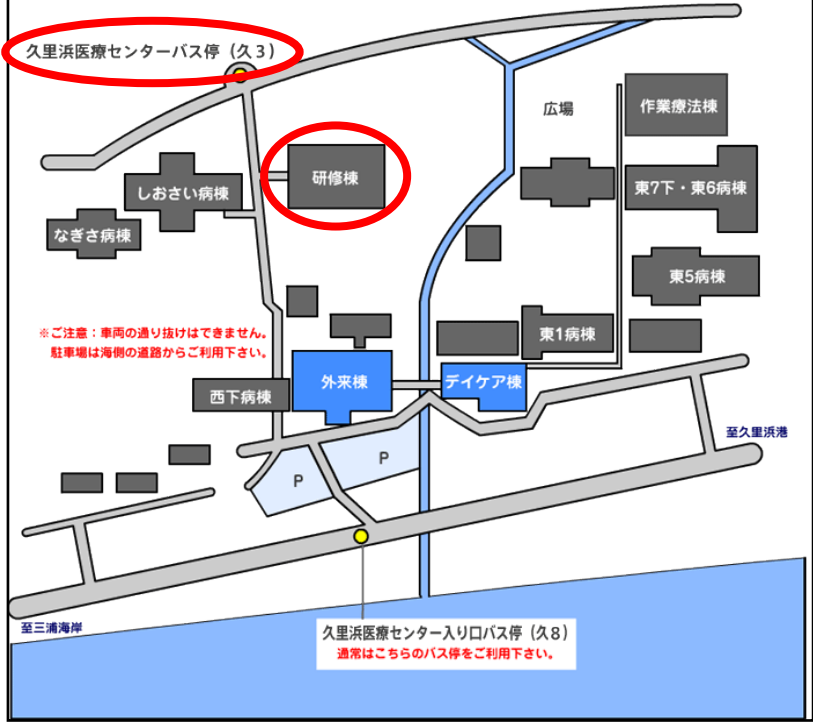 久里浜医療センターバス停（久３）
広場
作業療法棟
研修棟
しおさい病棟
東7下・東6病棟
なぎさ病棟
東5病棟
※ご注意：車両の通り抜けはできません。
駐車場は海側の道路からご利用下さい。
東1病棟
外来棟
デイケア棟
西下病棟
至久里浜港
P
P
至三浦海岸
久里浜医療センター入り口バス停（久８）
通常はこちらのバス停をご利用下さい。